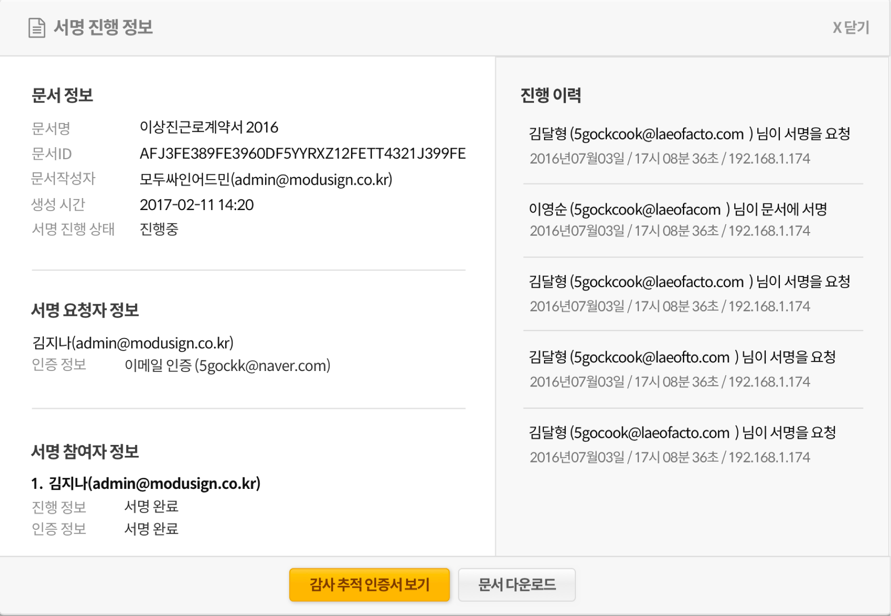 서명 진행 정보
X 닫기
문서 정보
문서명 이상진근로계약서 2016
문서ID AFJ3FE389FE3960DF5YYRXZ12FETT4321J399FE
문서작성자 모두싸인어드민(admin@modusign.co.kr)
생성 시간 2017-02-11 14:20
서명 진행 상태 진행중
서명 요청자 정보
김지나(admin@modusign.co.kr)
인증 정보 이메일 인증 (5gockk@naver.com)
서명 참여자 정보
1. 김지나(admin@modusign.co.kr)
진행 정보 서명 완료
인증 정보 서명 완료
진행 이력
김달형 (5gockcook@laeofacto.com ) 님이 서명을 요청
2016년07월03일 / 17시 08분 36초 / 192.168.1.174
이영순 (5gockcook@laeofacom ) 님이 문서에 서명
2016년07월03일 / 17시 08분 36초 / 192.168.1.174
김달형 (5gockcook@laeofacto.com ) 님이 서명을 요청
2016년07월03일 / 17시 08분 36초 / 192.168.1.174
김달형 (5gockcook@laeofto.com ) 님이 서명을 요청
2016년07월03일 / 17시 08분 36초 / 192.168.1.174
김달형 (5gocook@laeofacto.com ) 님이 서명을 요청
2016년07월03일 / 17시 08분 36초 / 192.168.1.174
감사 추적 인증서 보기
문서 다운로드